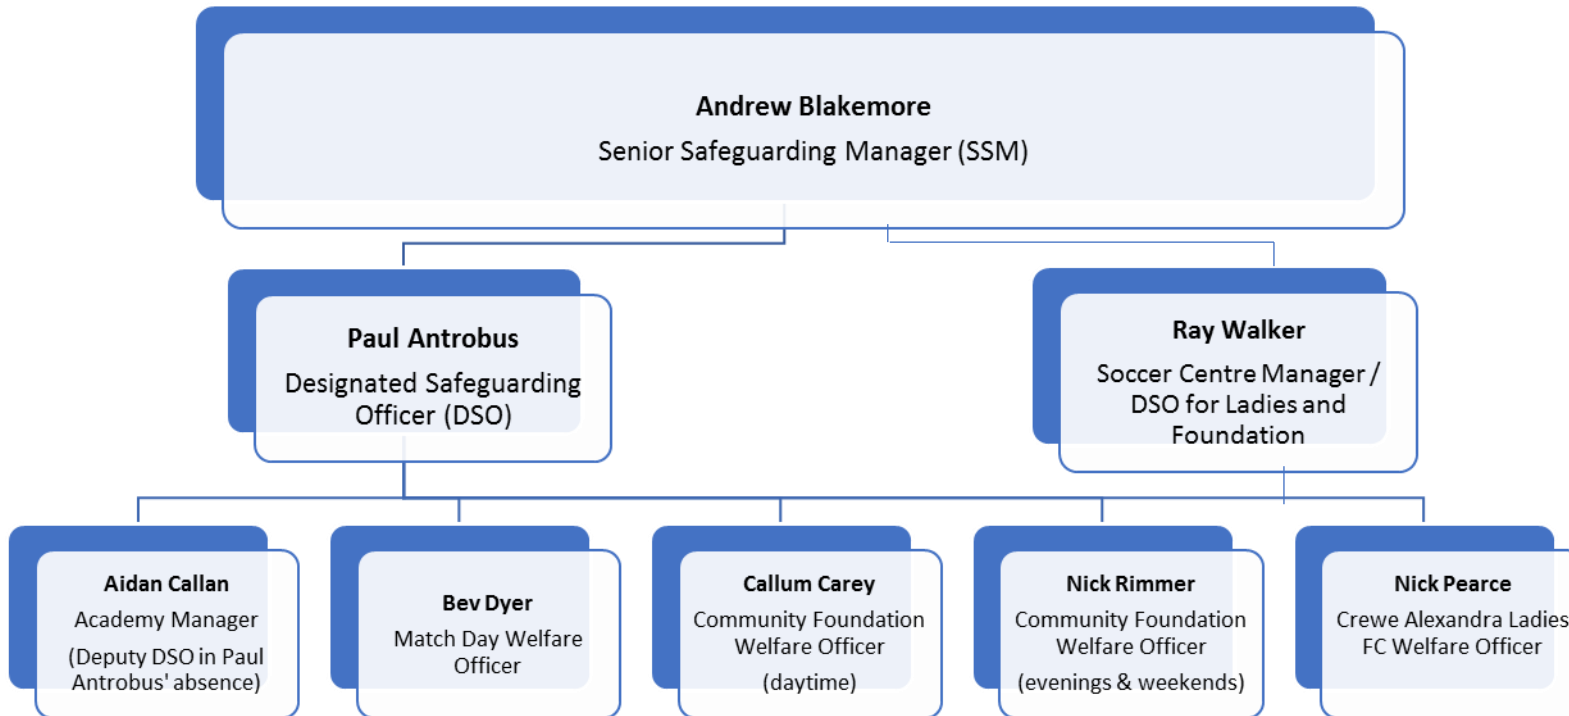 Andrew Blakemore
Senior Safeguarding Manager (SSM)
Paul Antrobus
Designated Safeguarding
Officer (DSO)
Ray Walker
Soccer Centre Manager /
DSO for Ladies and
Foundation
Aidan Callan
Academy Manager
(Deputy DSO in Paul
Antrobus' absence)
Bev Dyer
Match Day Welfare
Officer
Callum Carey
Community Foundation
Welfare Officer
(daytime)
Nick Rimmer
Community Foundation
Welfare Officer
(evenings & weekends)
Nick Pearce
Crewe Alexandra Ladies
FC Welfare Officer